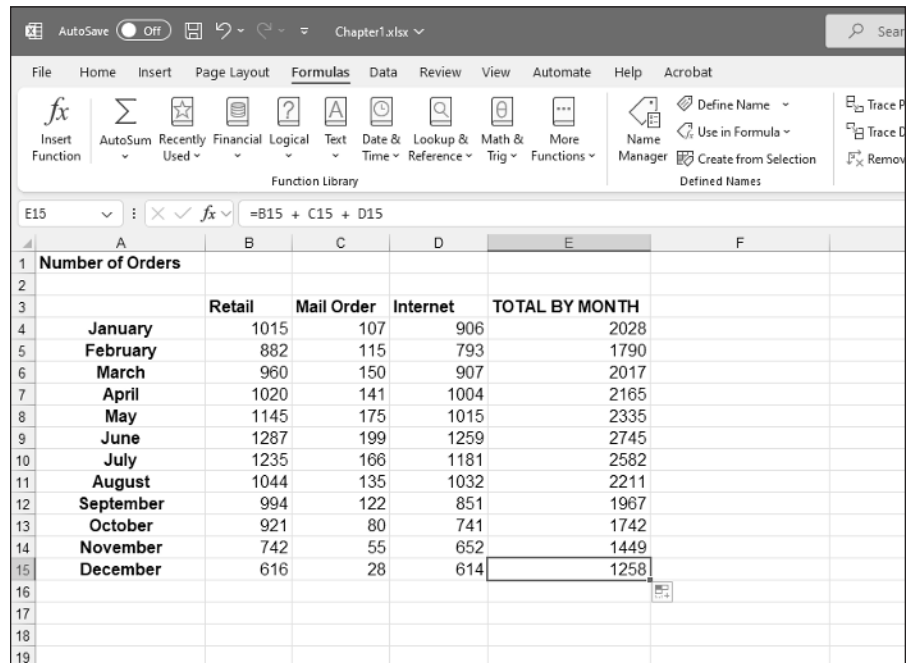 AutoSave Off Chapter1.xlsx Sear
File Home Insert Page Layout Formulas Data Review View Automate Help Acrobat
fx Insert Function
AutoSum
Recently Used
Financial
Logical
Text
Date & Time
Lookup & Reference
Math & Trig
More Functions
Function Library
Name Manager
Define Name
Use in Formula
Create from Selection
Defined Names
Trace P
Trace D
Remov
E15 fx =B15 + C15 + D15
A B C D E F
1 Number of Orders
2
3 Retail Mail Order Internet TOTAL BY MONTH
4 January 1015 107 906 2028
5 February 882 115 793 1790
6 March 960 150 907 2017
7 April 1020 141 1004 2165
8 May 1145 175 1015 2335
9 June 1287 199 1259 2745
10 July 1235 166 1181 2582
11 August 1044 135 1032 2211
12 September 994 122 851 1967
13 October 921 80 741 1742
14 November 742 55 652 1449
15 December 616 28 614 1258
16
17
18
19